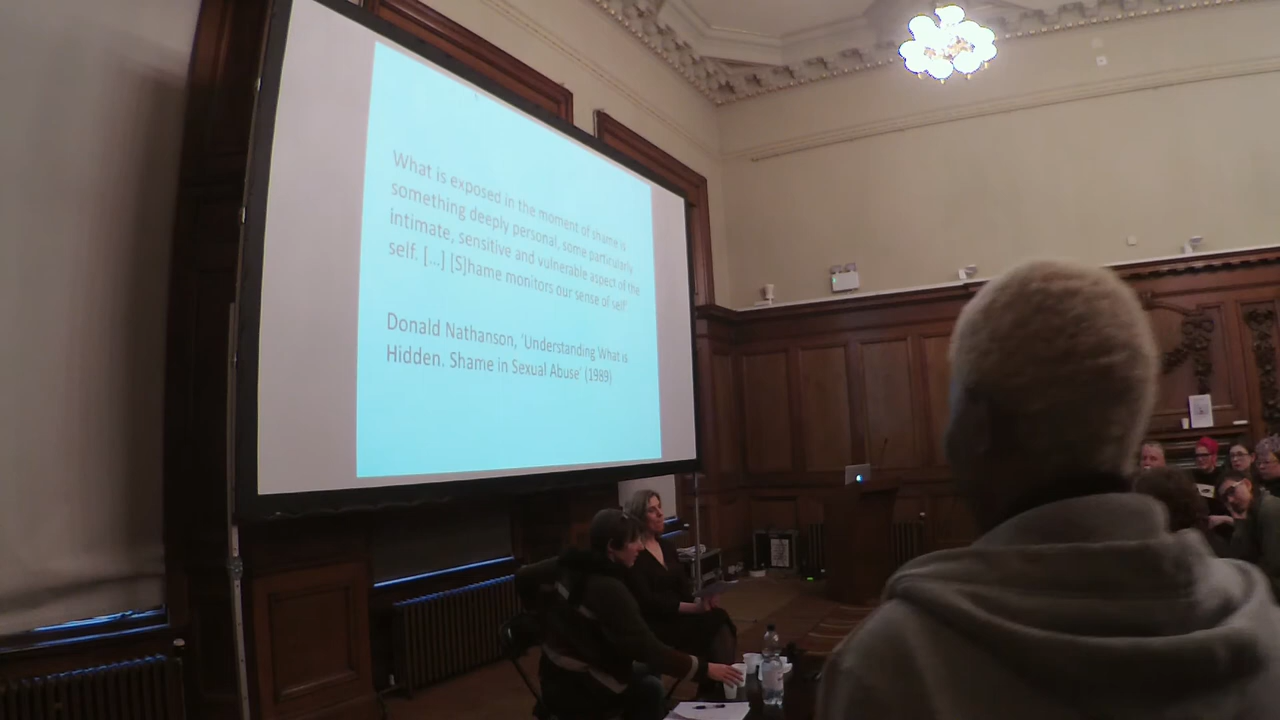 What is exposed in the moment of shame is
something deeply personal, some particularly
intimate, sensitive and vulnerable aspect of the
self. [...] [S]hame monitors our sense of self'
Donald Nathanson, 'Understanding What is
Hidden. Shame in Sexual Abuse' (1989)